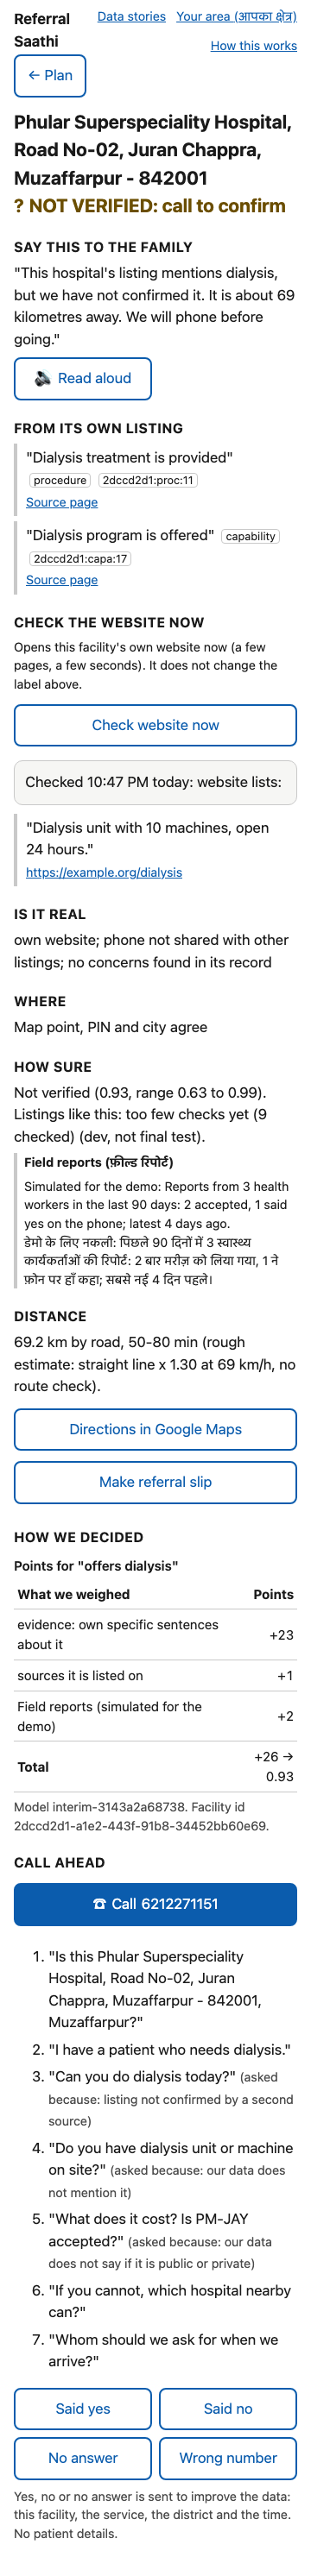 Referral Saathi
Data stories
Your area (आपका क्षेत्र)
How this works
← Plan
Phular Superspeciality Hospital,
Road No-02, Juran Chappra,
Muzaffarpur - 842001
? NOT VERIFIED: call to confirm
SAY THIS TO THE FAMILY
"This hospital's listing mentions dialysis,
but we have not confirmed it. It is about 69
kilometres away. We will phone before
going."
🔊 Read aloud
FROM ITS OWN LISTING
"Dialysis treatment is provided"
procedure 2dccd2d1:proc:11
Source page
"Dialysis program is offered" capability
2dccd2d1:capa:17
Source page
CHECK THE WEBSITE NOW
Opens this facility's own website now (a few
pages, a few seconds). It does not change the
label above.
Check website now
Checked 10:47 PM today: website lists:
"Dialysis unit with 10 machines, open
24 hours."
https://example.org/dialysis
IS IT REAL
own website; phone not shared with other
listings; no concerns found in its record
WHERE
Map point, PIN and city agree
HOW SURE
Not verified (0.93, range 0.63 to 0.99).
Listings like this: too few checks yet (9
checked) (dev, not final test).
Field reports (फ़ील्ड रिपोर्ट)
Simulated for the demo: Reports from 3 health
workers in the last 90 days: 2 accepted, 1 said
yes on the phone; latest 4 days ago.
डेमो के लिए नकली: पिछले 90 दिनों में 3 स्वास्थ्य
कार्यकर्ताओं की रिपोर्ट: 2 बार मरीज़ को लिया गया, 1 ने
फ़ोन पर हाँ कहा; सबसे नई 4 दिन पहले।
DISTANCE
69.2 km by road, 50-80 min (rough
estimate: straight line x 1.30 at 69 km/h, no
route check).
Directions in Google Maps
Make referral slip
HOW WE DECIDED
Points for "offers dialysis"
What we weighed Points
evidence: own specific sentences
about it +23
sources it is listed on +1
Field reports (simulated for the
demo) +2
Total +26 →
0.93
Model interim-3143a2a68738. Facility id
2dccd2d1-a1e2-443f-91b8-34452bb60e69.
CALL AHEAD
☎ Call 6212271151
1. "Is this Phular Superspeciality
Hospital, Road No-02, Juran
Chappra, Muzaffarpur - 842001,
Muzaffarpur?"
2. "I have a patient who needs dialysis."
3. "Can you do dialysis today?" (asked
because: listing not confirmed by a second
source)
4. "Do you have dialysis unit or machine
on site?" (asked because: our data does
not mention it)
5. "What does it cost? Is PM-JAY
accepted?" (asked because: our data
does not say if it is public or private)
6. "If you cannot, which hospital nearby
can?"
7. "Whom should we ask for when we
arrive?"
Said yes
Said no
No answer
Wrong number
Yes, no or no answer is sent to improve the data:
this facility, the service, the district and the time.
No patient details.